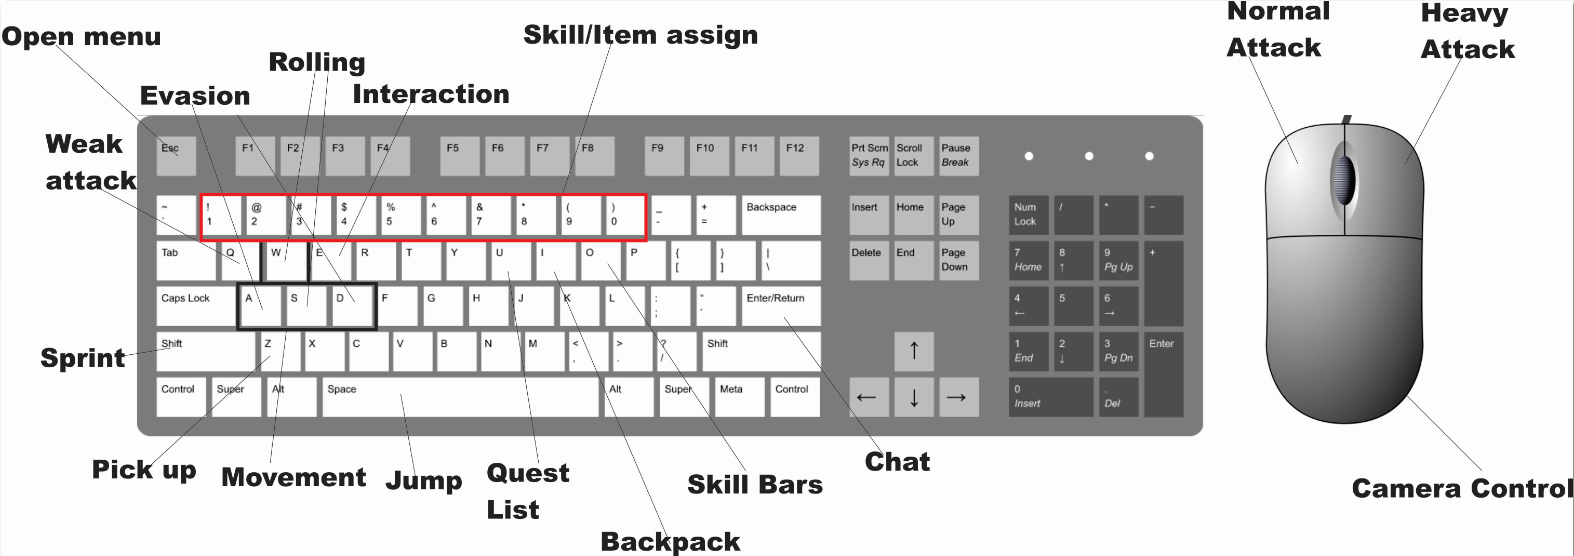 Normal
Attack
Heavy
Attack
Open menu
Skill/Item assign
Rolling
Evasion
Interaction
Weak
attack
Esc
F1
F2
F3
F4
F5
F6
F7
F8
F9
F10
F11
F12
Prt Scrn
Sys Rq
Scroll
Lock
Pause
Break
~
`
!
1
@
2
#
3
$
4
%
5
^
6
&
7
*
8
(
9
)
0
_
-
+
=
Backspace
Insert
Home
Page
Up
Num
Lock
/
*
−
Tab
Q
W
E
R
T
Y
U
I
O
P
{
[
}
]
|
\
Delete
End
Page
Down
7
Home
8
↑
9
Pg Up
+
Caps Lock
A
S
D
F
G
H
J
K
L
:
;
"
'
Enter/Return
4
←
5
6
→
Sprint
Shift
Z
X
C
V
B
N
M
<
,
>
.
?
/
Shift
↑
1
End
2
↓
3
Pg Dn
Enter
Control
Super
Alt
Space
Alt
Super
Meta
Control
←
↓
→
0
Insert
.
Del
Pick up
Movement
Jump
Quest
List
Skill Bars
Chat
Camera Control
Backpack